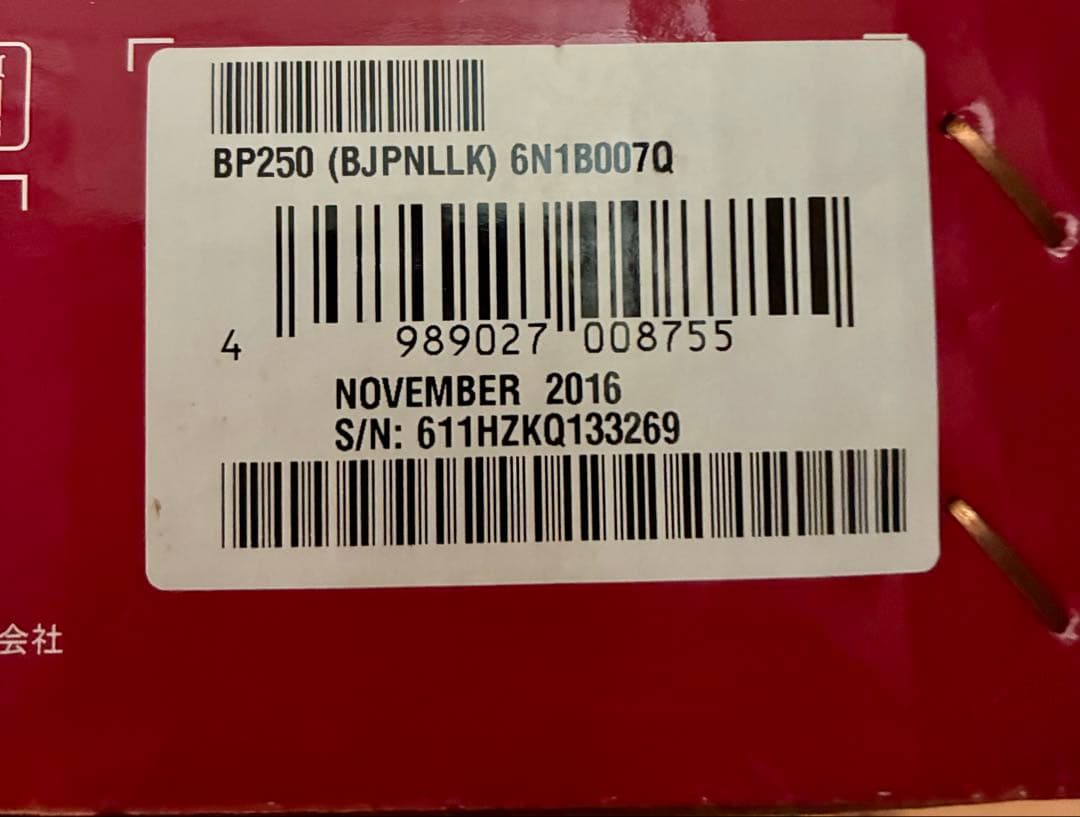 BP250 (BJPNLLK) 6N1B007Q
4 989027 008755
NOVEMBER 2016
S/N: 611HZKQ133269
会社